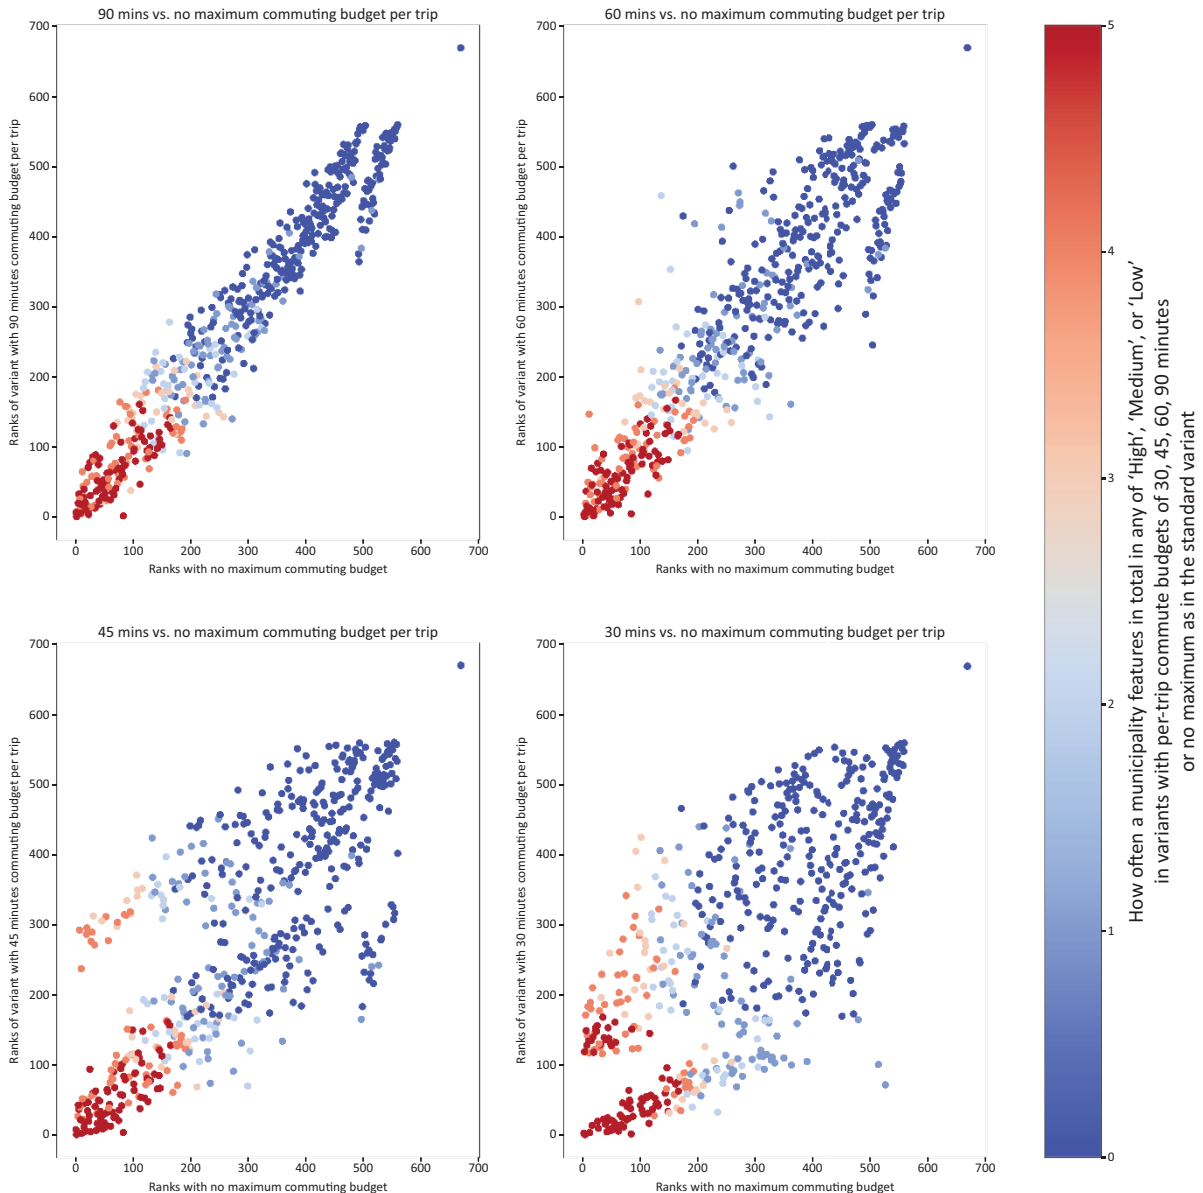 90 mins vs. no maximum commuting budget per trip
Ranks of variant with 90 minutes commuting budget per trip
700
600
500
400
300
200
100
0
0 100 200 300 400 500 600 700
Ranks with no maximum commuting budget
60 mins vs. no maximum commuting budget per trip
Ranks of variant with 60 minutes commuting budget per trip
700
600
500
400
300
200
100
0
0 100 200 300 400 500 600 700
Ranks with no maximum commuting budget
45 mins vs. no maximum commuting budget per trip
Ranks of variant with 45 minutes commuting budget per trip
700
600
500
400
300
200
100
0
0 100 200 300 400 500 600 700
Ranks with no maximum commuting budget
30 mins vs. no maximum commuting budget per trip
Ranks of variant with 30 minutes commuting budget per trip
700
600
500
400
300
200
100
0
0 100 200 300 400 500 600 700
Ranks with no maximum commuting budget
5
4
3
2
1
0
How often a municipality features in total in any of ‘High’, ‘Medium’, or ‘Low’
in variants with per-trip commute budgets of 30, 45, 60, 90 minutes
or no maximum as in the standard variant